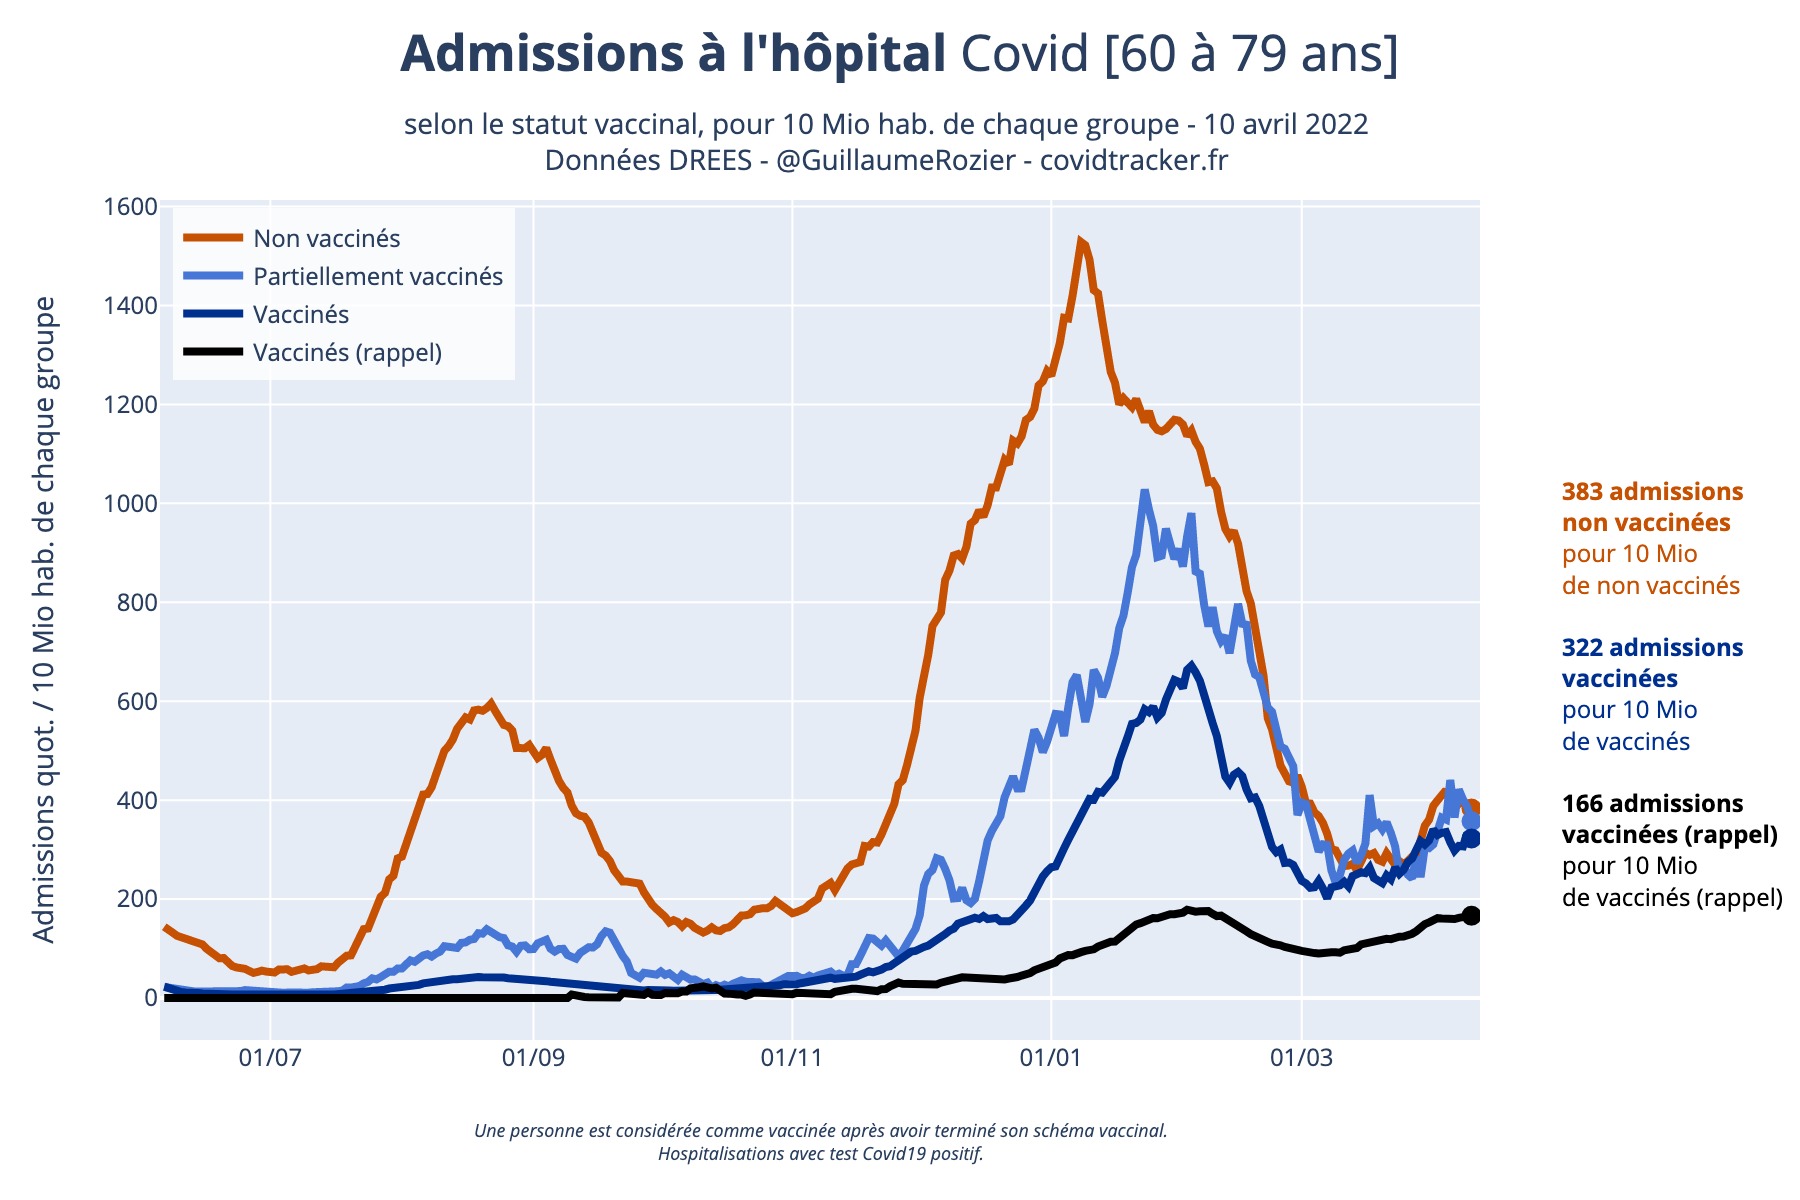 Admissions à l'hôpital Covid [60 à 79 ans]
selon le statut vaccinal, pour 10 Mio hab. de chaque groupe - 10 avril 2022
Données DREES - @GuillaumeRozier - covidtracker.fr
Admissions quot. / 10 Mio hab. de chaque groupe
1600
1400
1200
1000
800
600
400
200
0
Non vaccinés
Partiellement vaccinés
Vaccinés
Vaccinés (rappel)
01/07
01/09
01/11
01/01
01/03
383 admissions
non vaccinées
pour 10 Mio
de non vaccinés
322 admissions
vaccinées
pour 10 Mio
de vaccinés
166 admissions
vaccinées (rappel)
pour 10 Mio
de vaccinés (rappel)
Une personne est considérée comme vaccinée après avoir terminé son schéma vaccinal.
Hospitalisations avec test Covid19 positif.